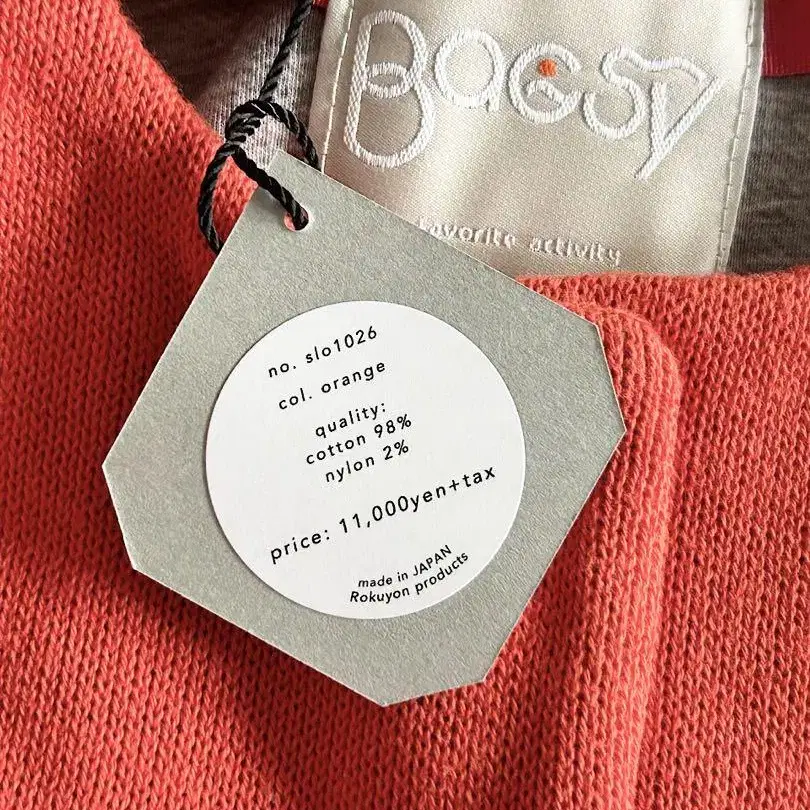 BaGSy
favorite activity
no. slo1026
col. orange
quality:
cotton 98%
nylon 2%
price: 11,000yen+tax
made in JAPAN
Rokuyon products